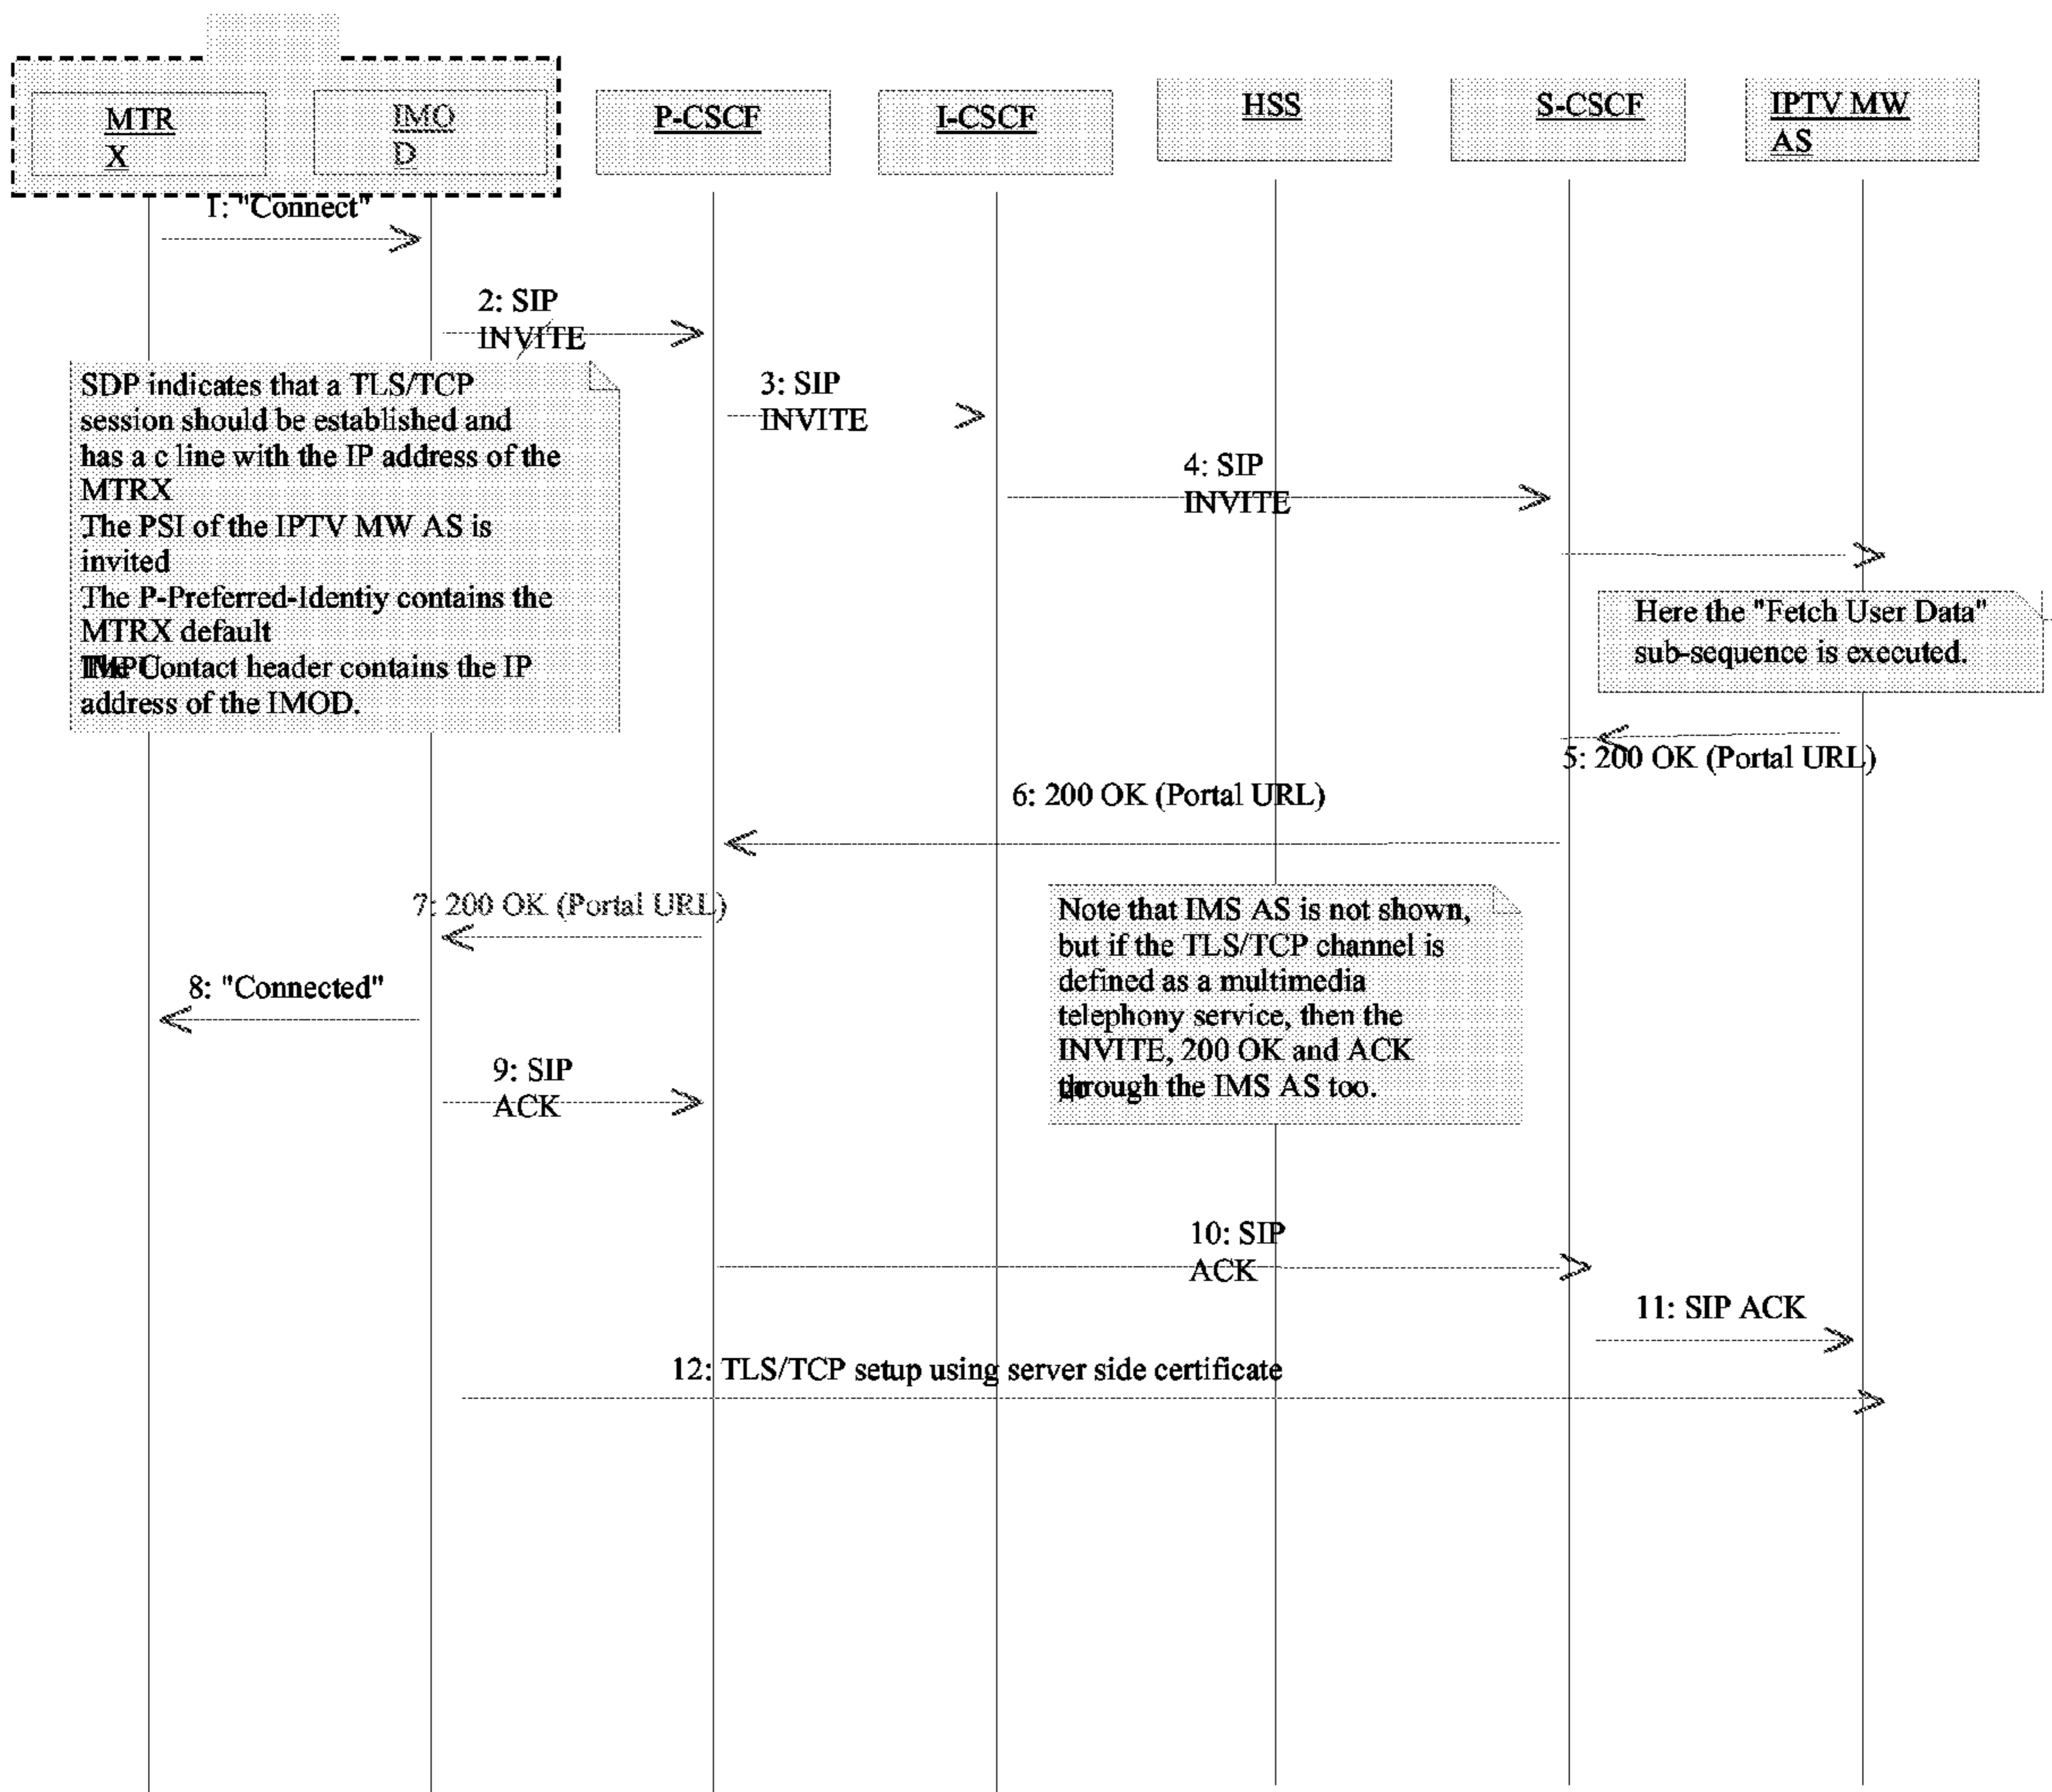 MTR
X
IMO
D
P-CSCF
I-CSCF
HSS
S-CSCF
IPTV MW
AS
1: "Connect"
2: SIP
INVITE
3: SIP
INVITE
4: SIP
INVITE
SDP indicates that a TLS/TCP
session should be established and
has a c line with the IP address of the
MTRX
The PSI of the IPTV MW AS is
invited
The P-Preferred-Identiy contains the
MTRX default
IMPU
The Contact header contains the IP
address of the IMOD.
Here the "Fetch User Data"
sub-sequence is executed.
5: 200 OK (Portal URL)
6: 200 OK (Portal URL)
7: 200 OK (Portal URL)
8: "Connected"
Note that IMS AS is not shown,
but if the TLS/TCP channel is
defined as a multimedia
telephony service, then the
INVITE, 200 OK and ACK
go
through the IMS AS too.
9: SIP
ACK
10: SIP
ACK
11: SIP ACK
12: TLS/TCP setup using server side certificate